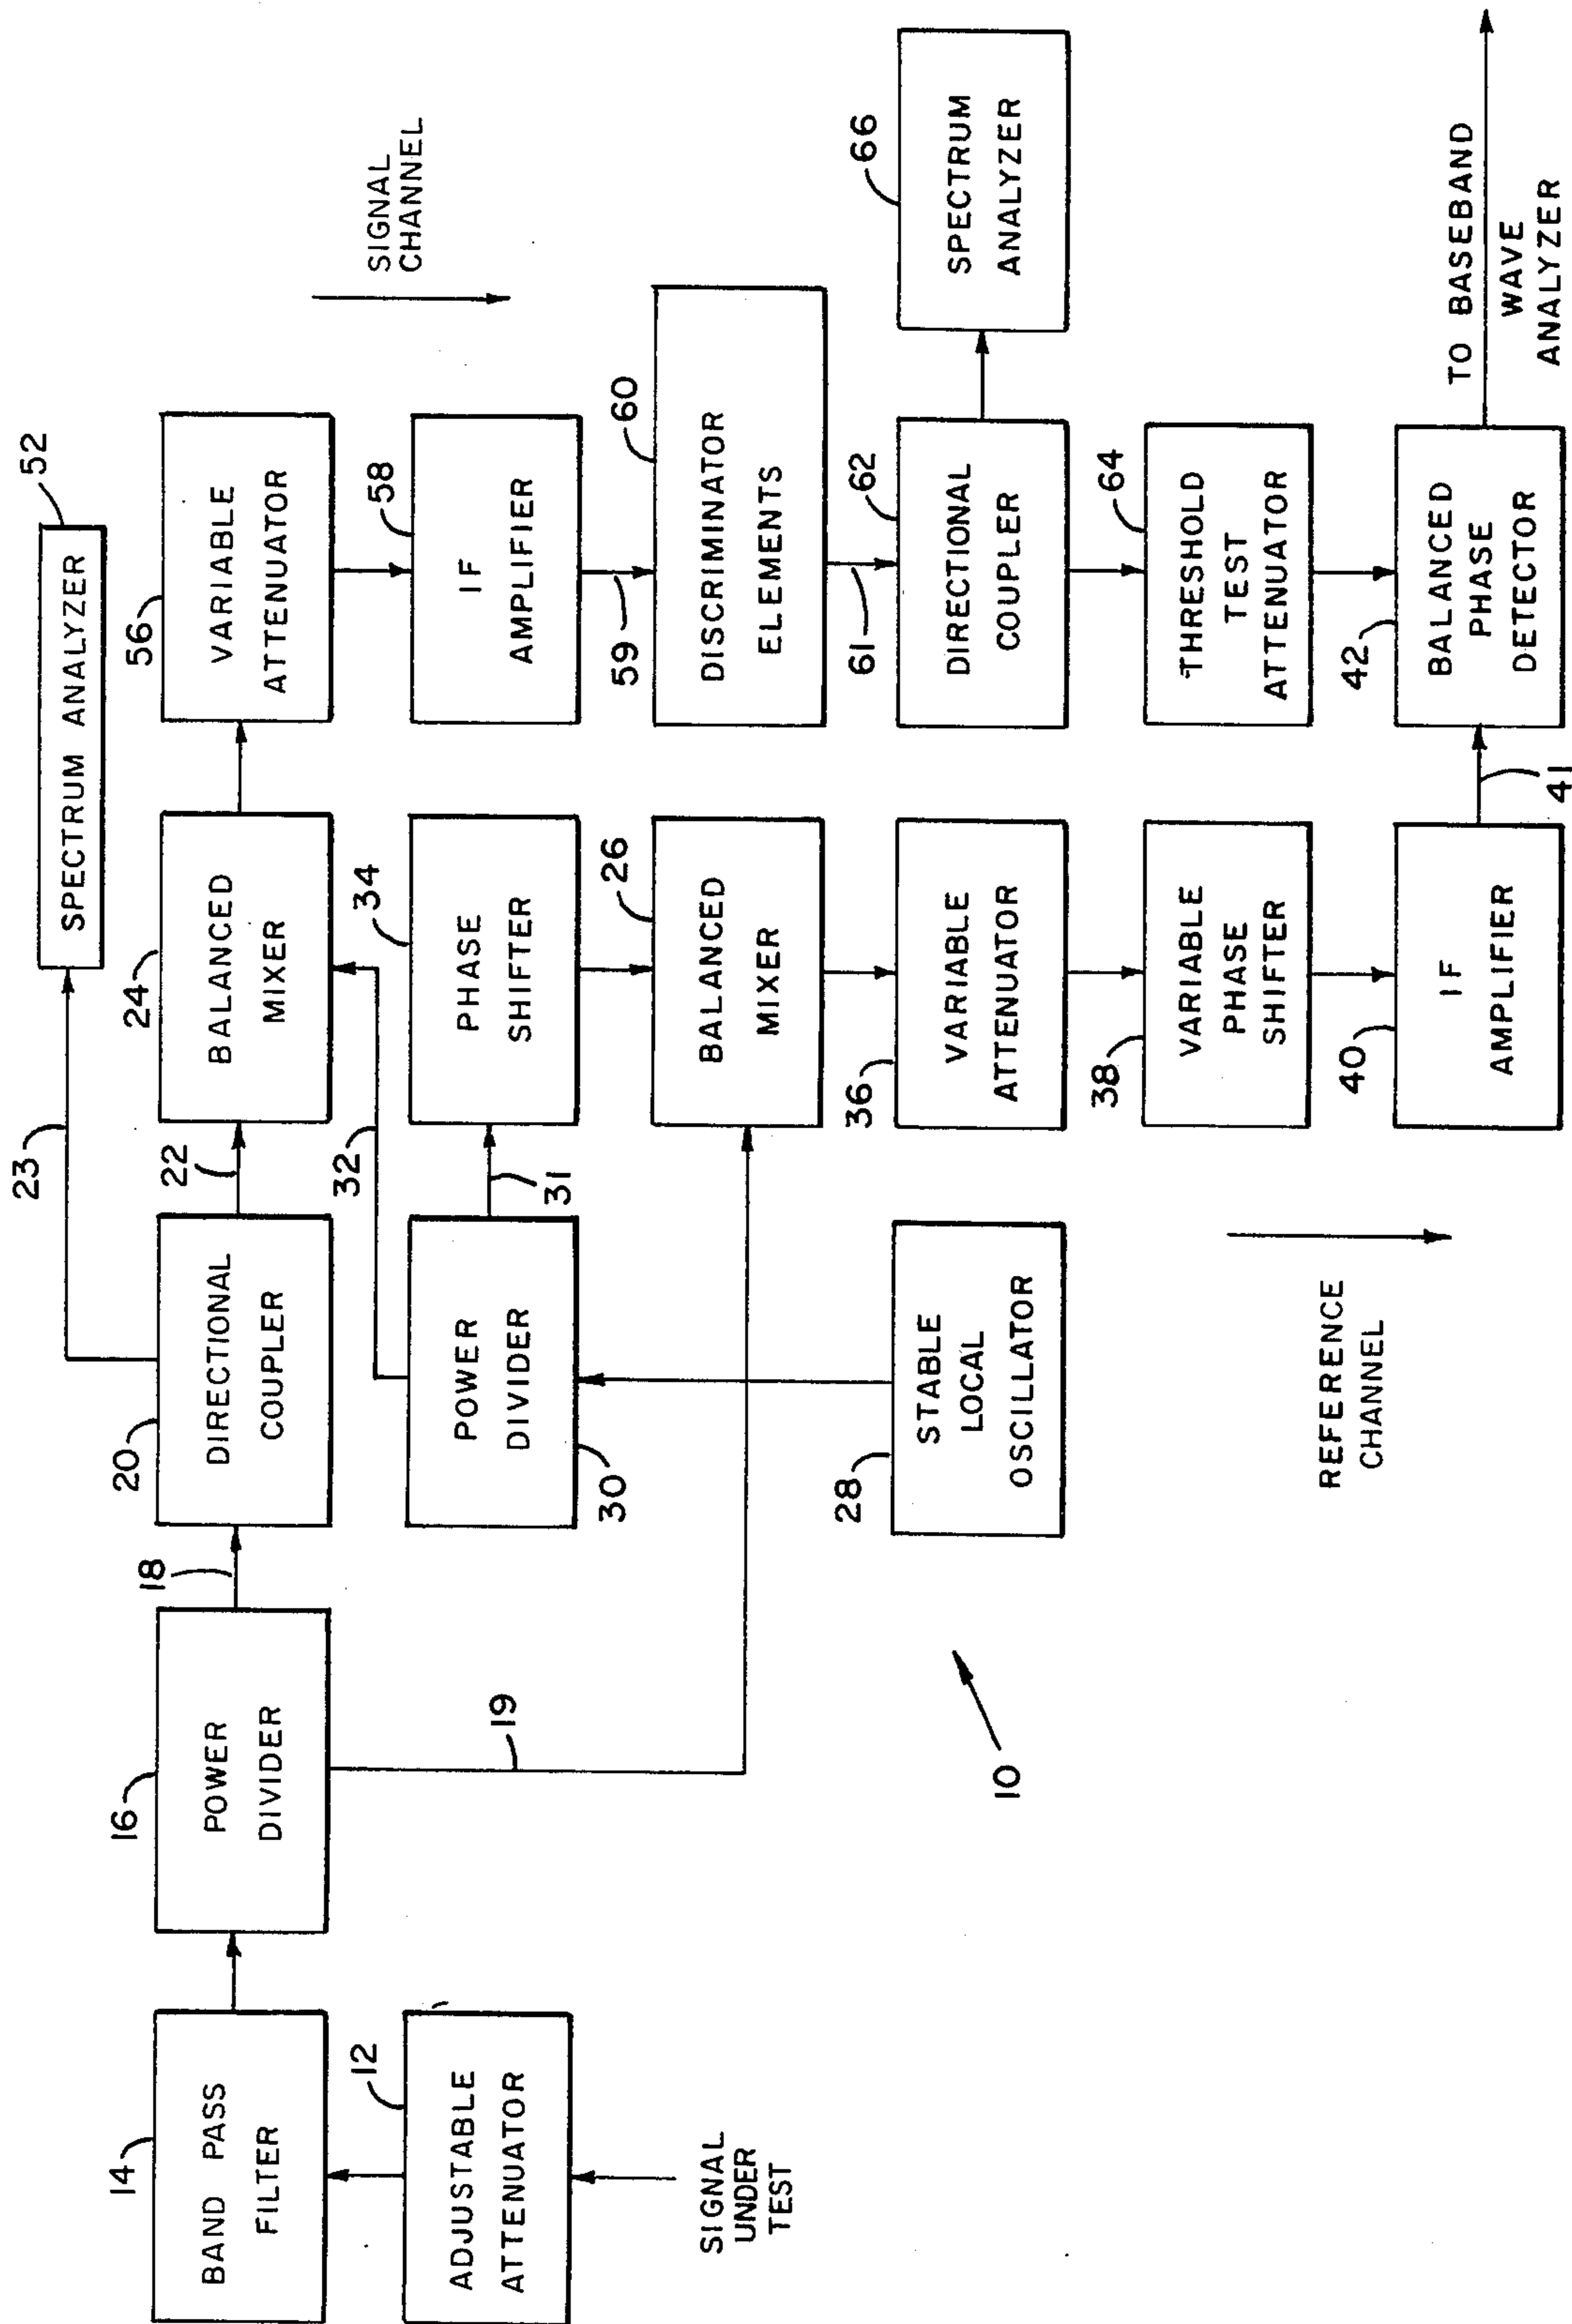 14
BAND PASS
FILTER
12
ADJUSTABLE
ATTENUATOR
SIGNAL
UNDER
TEST
16
POWER
DIVIDER
18
19
20
DIRECTIONAL
COUPLER
22
23
SPECTRUM ANALYZER
52
24
BALANCED
MIXER
32
30
POWER
DIVIDER
31
34
PHASE
SHIFTER
28
STABLE
LOCAL
OSCILLATOR
10
26
BALANCED
MIXER
36
VARIABLE
ATTENUATOR
38
VARIABLE
PHASE
SHIFTER
40
IF
AMPLIFIER
41
REFERENCE
CHANNEL
56
VARIABLE
ATTENUATOR
58
IF
AMPLIFIER
59
60
DISCRIMINATOR
ELEMENTS
61
62
DIRECTIONAL
COUPLER
66
SPECTRUM
ANALYZER
64
THRESHOLD
TEST
ATTENUATOR
42
BALANCED
PHASE
DETECTOR
SIGNAL
CHANNEL
TO BASEBAND
WAVE
ANALYZER